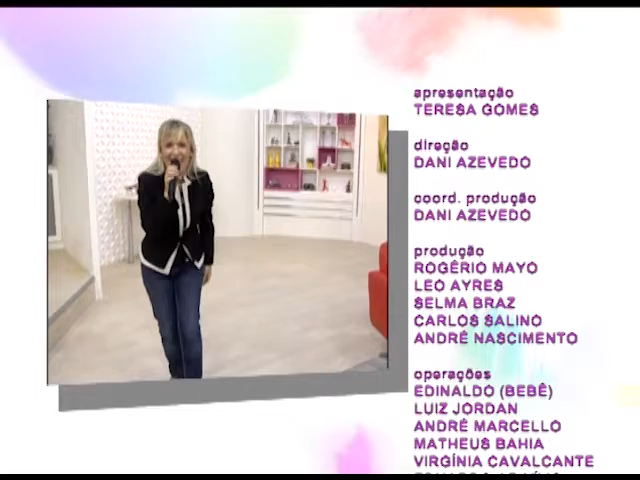 apresentação
TERESA GOMES
direção
DANI AZEVEDO
coord. produção
DANI AZEVEDO
produção
ROGÉRIO MAYO
LEO AYRES
SELMA BRAZ
CARLOS SALINO
ANDRÉ NASCIMENTO
operações
EDINALDO (BEBÊ)
LUIZ JORDAN
ANDRÉ MARCELLO
MATHEUS BAHIA
VIRGÍNIA CAVALCANTE